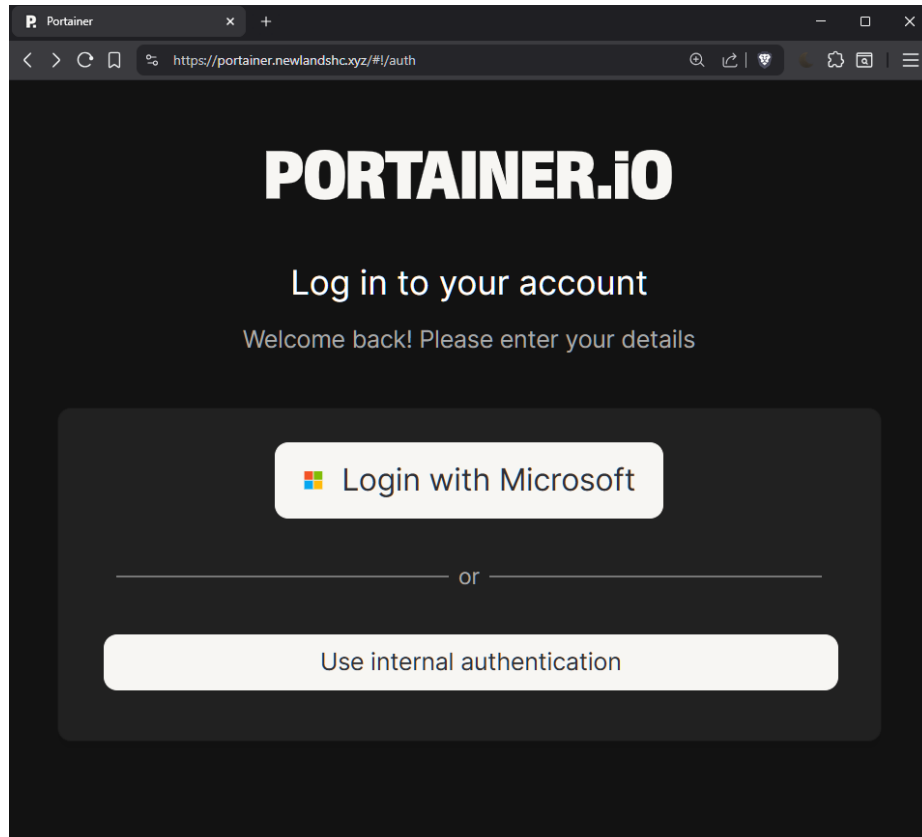 Portainer
https://portainer.newlandshc.xyz/#!/auth
PORTAINER.iO
Log in to your account
Welcome back! Please enter your details
Login with Microsoft
or
Use internal authentication